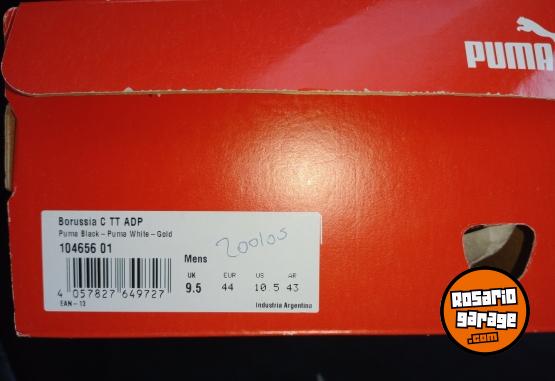 PUMA
Borussia C TT ADP
Puma Black – Puma White – Gold
104656 01
Mens
UK EUR US AR
9.5 44 10.5 43
4 057827 649727
EAN – 13
Industria Argentina
Rosario
garage
.com